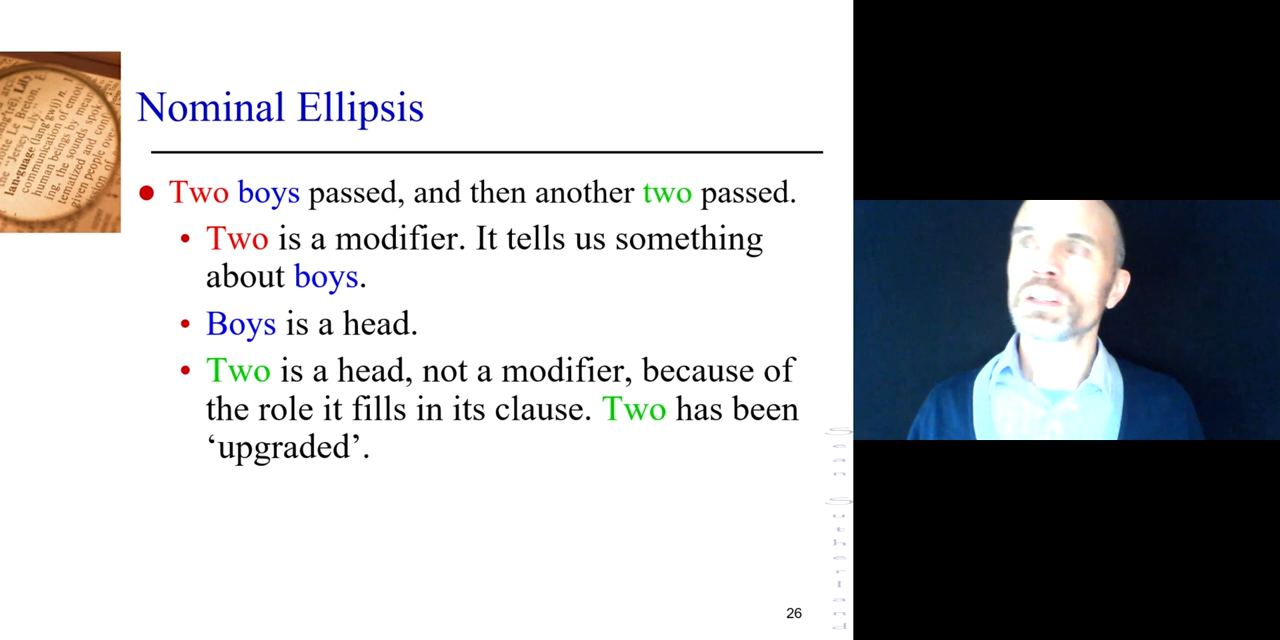 Nominal Ellipsis
Two boys passed, and then another two passed.
Two is a modifier. It tells us something
about boys.
Boys is a head.
Two is a head, not a modifier, because of
the role it fills in its clause. Two has been
‘upgraded’.
26